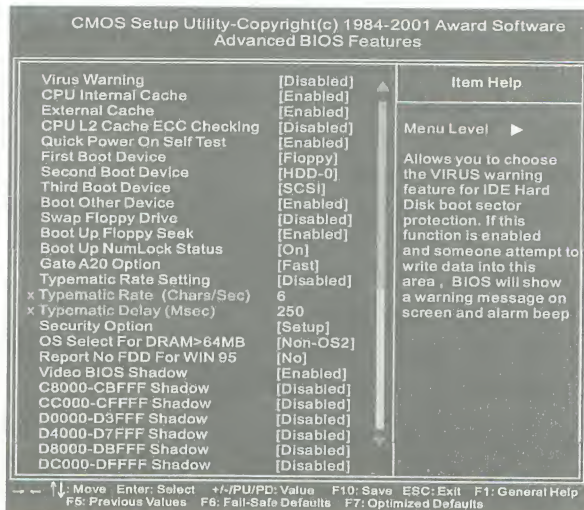 CMOS Setup Utility-Copyright(c) 1984-2001 Award Software
Advanced BIOS Features
Virus Warning [Disabled]
CPU Internal Cache [Enabled]
External Cache [Enabled]
CPU L2 Cache ECC Checking [Disabled]
Quick Power On Self Test [Enabled]
First Boot Device [Floppy]
Second Boot Device [HDD-0]
Third Boot Device [SCSI]
Boot Other Device [Enabled]
Swap Floppy Drive [Disabled]
Boot Up Floppy Seek [Enabled]
Boot Up NumLock Status [On]
Gate A20 Option [Fast]
Typematic Rate Setting [Disabled]
x Typematic Rate (Chars/Sec) 6
x Typematic Delay (Msec) 250
Security Option [Setup]
OS Select For DRAM>64MB [Non-OS2]
Report No FDD For WIN 95 [No]
Video BIOS Shadow [Enabled]
C8000-CBFFF Shadow [Disabled]
CC000-CFFFF Shadow [Disabled]
D0000-D3FFF Shadow [Disabled]
D4000-D7FFF Shadow [Disabled]
D8000-DBFFF Shadow [Disabled]
DC000-DFFFF Shadow [Disabled]
Item Help
Menu Level ▶
Allows you to choose
the VIRUS warning
feature for IDE Hard
Disk boot sector
protection. If this
function is enabled
and someone attempt to
write data into this
area , BIOS will show
a warning message on
screen and alarm beep
→ ← ↑↓: Move Enter: Select +/-/PU/PD: Value F10: Save ESC: Exit F1: General Help
F5: Previous Values F6: Fail-Safe Defaults F7: Optimized Defaults